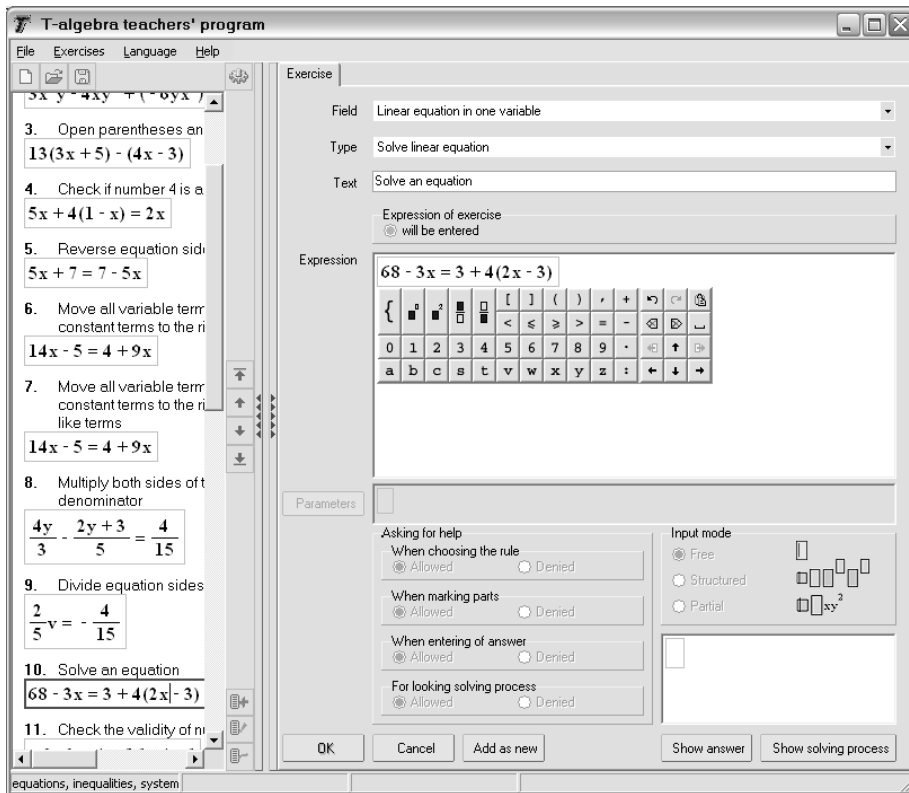 T-algebra teachers' program
File Exercises Language Help
3x y - 4xy + ( - 6yx )
3. Open parentheses an
13(3x + 5) - (4x - 3)
4. Check if number 4 is a
5x + 4(1 - x) = 2x
5. Reverse equation side
5x + 7 = 7 - 5x
6. Move all variable term
constant terms to the ri
14x - 5 = 4 + 9x
7. Move all variable term
constant terms to the ri
like terms
14x - 5 = 4 + 9x
8. Multiply both sides of t
denominator
4y/3 - 2y + 3/5 = 4/15
9. Divide equation sides
2/5 v = - 4/15
10. Solve an equation
68 - 3x = 3 + 4(2x - 3)
11. Check the validity of nu
equations, inequalities, system
Exercise
Field Linear equation in one variable
Type Solve linear equation
Text Solve an equation
Expression of exercise
will be entered
Expression
68 - 3x = 3 + 4(2x - 3)
{ ■⁰ ■² [ ] ( ) , +
< ⩽ ⩾ > = -
0 1 2 3 4 5 6 7 8 9 ·
a b c s t v w x y z :
Parameters
Asking for help
When choosing the rule
Allowed Denied
When marking parts
Allowed Denied
When entering of answer
Allowed Denied
For looking solving process
Allowed Denied
Input mode
Free
Structured
Partial xy²
OK Cancel Add as new Show answer Show solving process